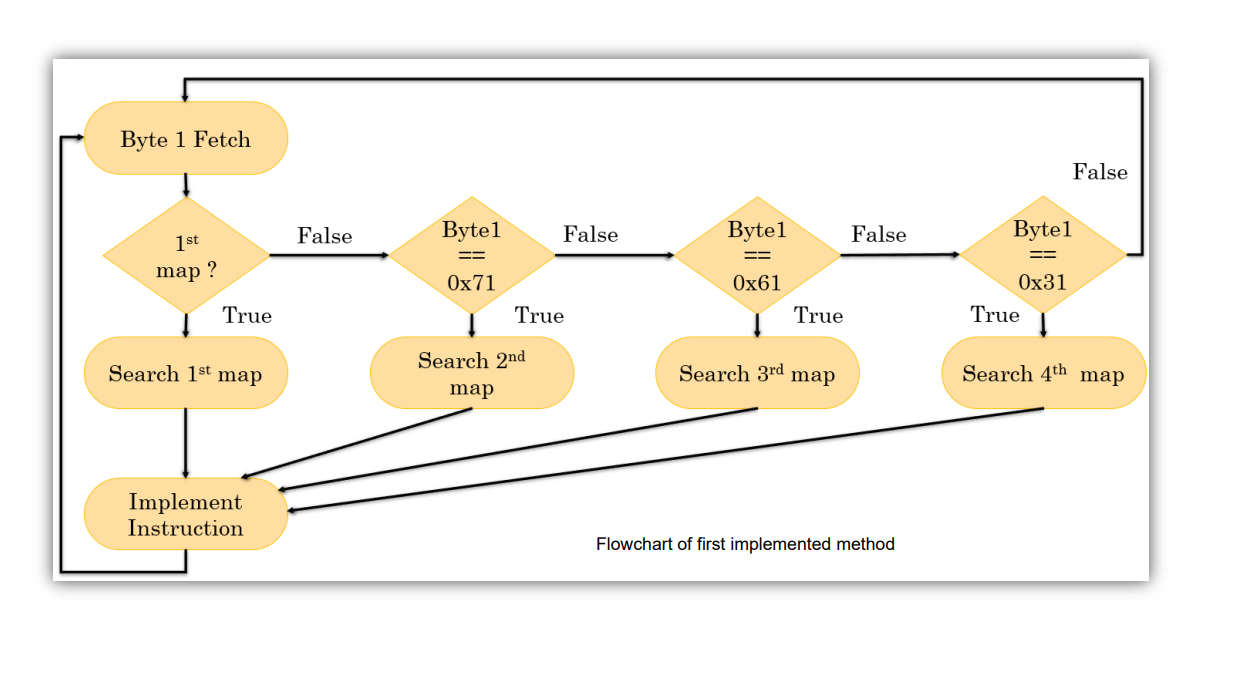 False
Byte 1 Fetch
1st
map ?
False
Byte1
==
0x71
False
Byte1
==
0x61
False
Byte1
==
0x31
True
True
True
True
Search 1st map
Search 2nd
map
Search 3rd map
Search 4th map
Implement
Instruction
Flowchart of first implemented method